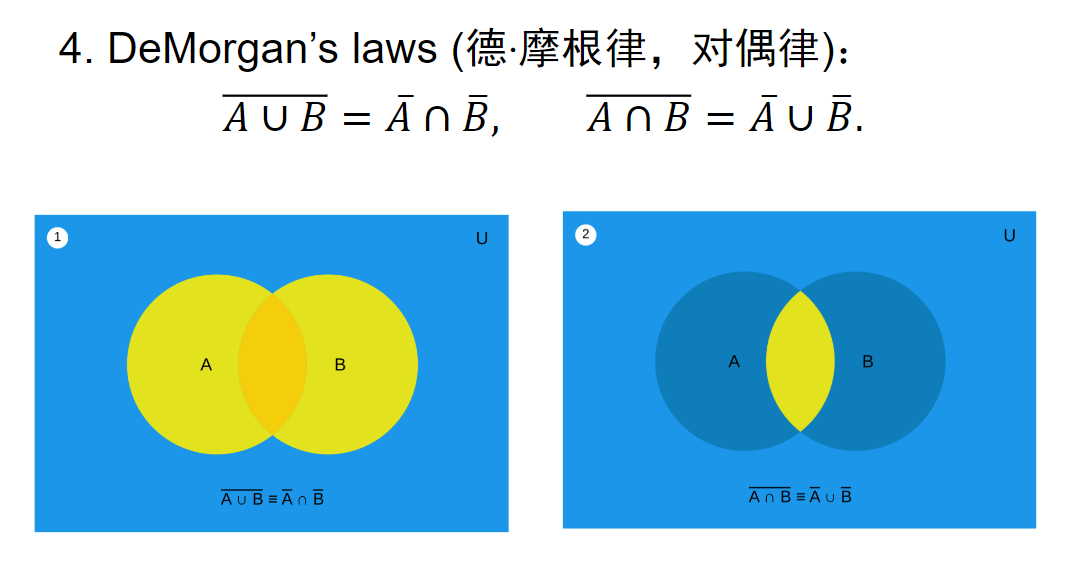 4. DeMorgan’s laws (德·摩根律，对偶律)：
$\overline{A \cup B} = \bar{A} \cap \bar{B}$, $\overline{A \cap B} = \bar{A} \cup \bar{B}$.
1
U
A
B
$\overline{A \cup B} \equiv \overline{A} \cap \overline{B}$
2
U
A
B
$\overline{A \cap B} \equiv \overline{A} \cup \overline{B}$